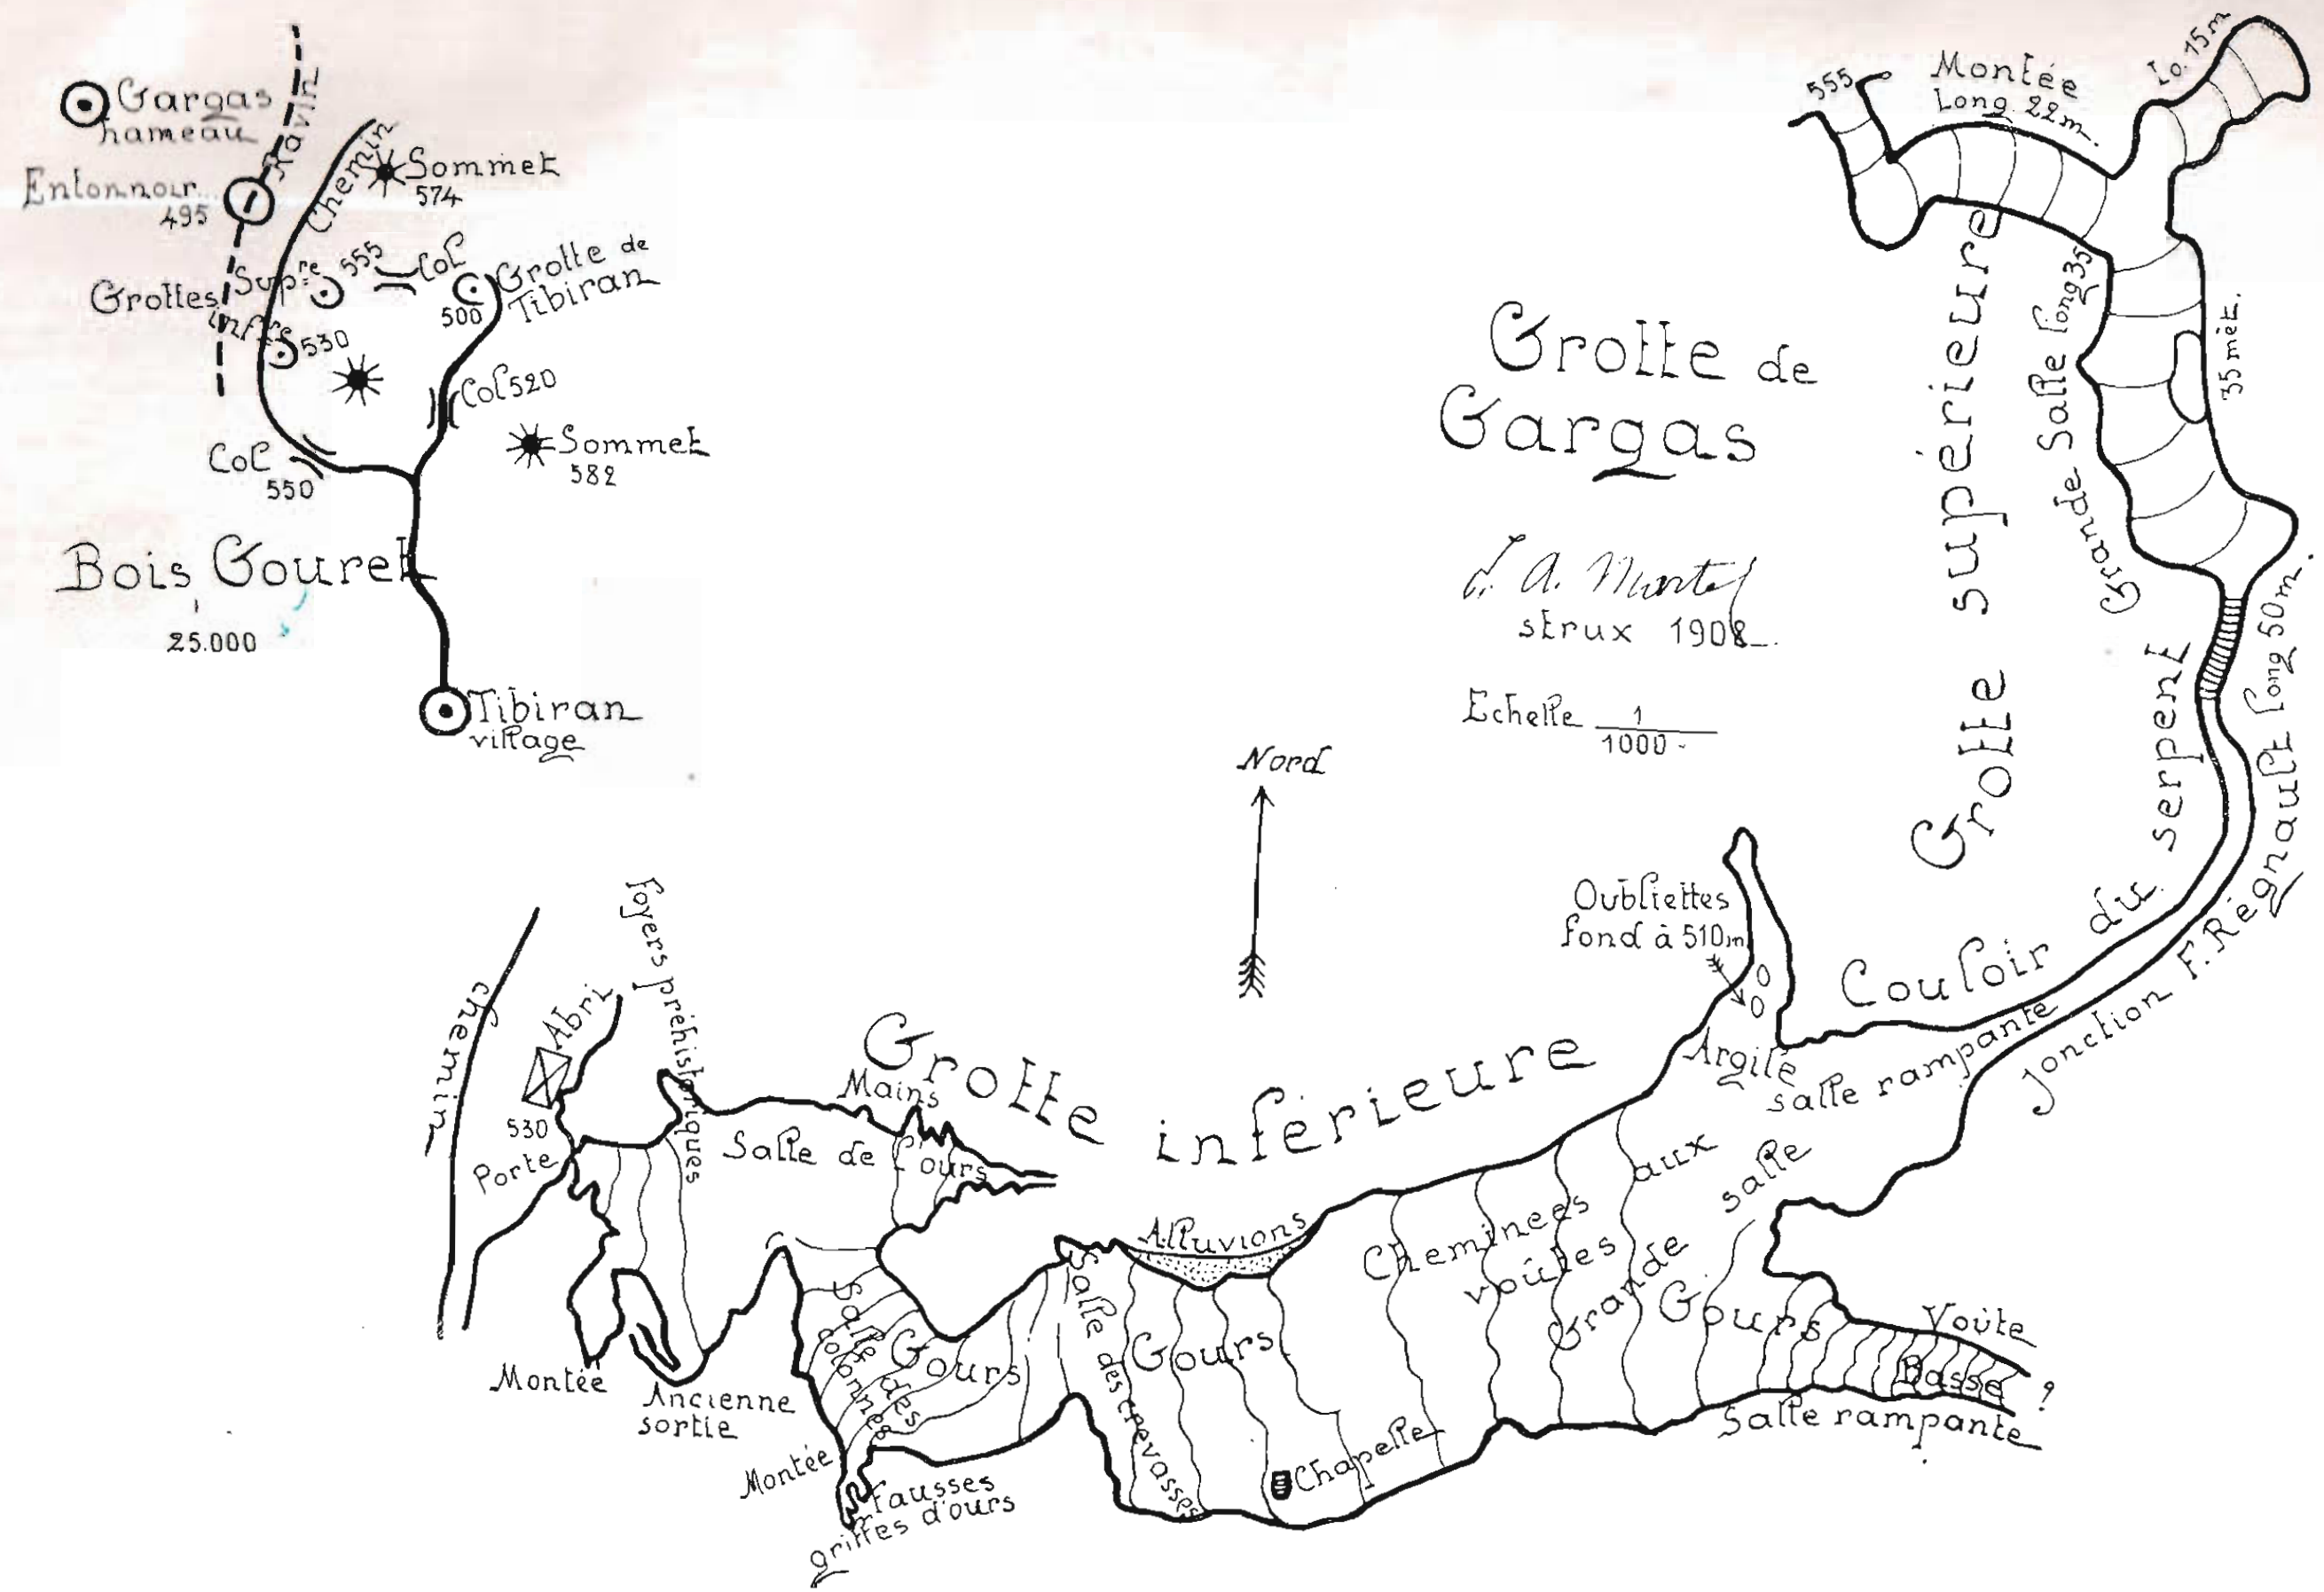 Gargas
hameau
Ravin
Chemin
Sommet
574
Entonnoir
495
Supre
555
Col
Grotte de
Tibiran
500
Grottes
infre
530
Col 520
Sommet
582
Col
550
Bois Gouret
1
25.000
Tibiran
village
Grotte de
Gargas
E. A. Martel
strux 1908
Echelle 1
1000
Nord
555
Montée
Long. 22m.
Lo. 15m
Grotte supérieure
Grande Salle long 35
35 mèt.
Couloir du serpent
Jonction F. Régnault long 50m.
Oubliettes
fond à 510m
Argile
salle rampante
chemin
Abri
530
Porte
Foyers préhistoriques
Grotte inférieure
Mains
Salle de l'ours
Montée
Ancienne
sortie
Salle des
colonnes
Gours
Montée
Fausses
griffes d'ours
Salle des crevasses
Alluvions
Gours
Chapelle
Cheminées aux
voûtes
Grande salle
Gours
Voûte
Basse
?
Salle rampante